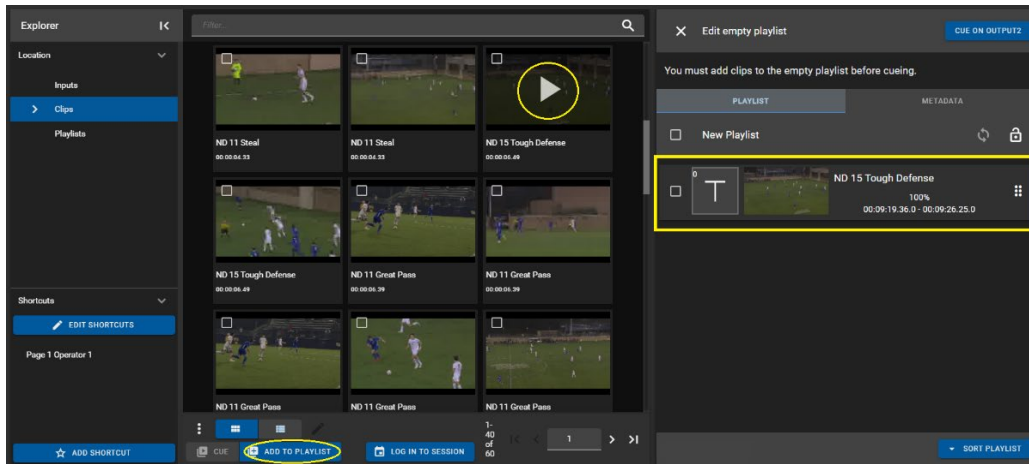 Explorer
Location
Inputs
Clips
Playlists
Shortcuts
EDIT SHORTCUTS
Page 1 Operator 1
ADD SHORTCUT
Filter...
ND 11 Steal
00:00:04.33
ND 11 Steal
00:00:04.33
ND 15 Tough Defense
00:00:06.49
ND 15 Tough Defense
00:00:06.49
ND 11 Great Pass
00:00:06.39
ND 11 Great Pass
00:00:06.39
ND 11 Great Pass
ND 11 Great Pass
ND 11 Great Pass
1-
40
of
60
1
CUE
ADD TO PLAYLIST
LOG IN TO SESSION
Edit empty playlist
CUE ON OUTPUT2
You must add clips to the empty playlist before cueing.
PLAYLIST
METADATA
New Playlist
0
T
ND 15 Tough Defense
100%
00:09:19.36.0 - 00:09:26.25.0
SORT PLAYLIST